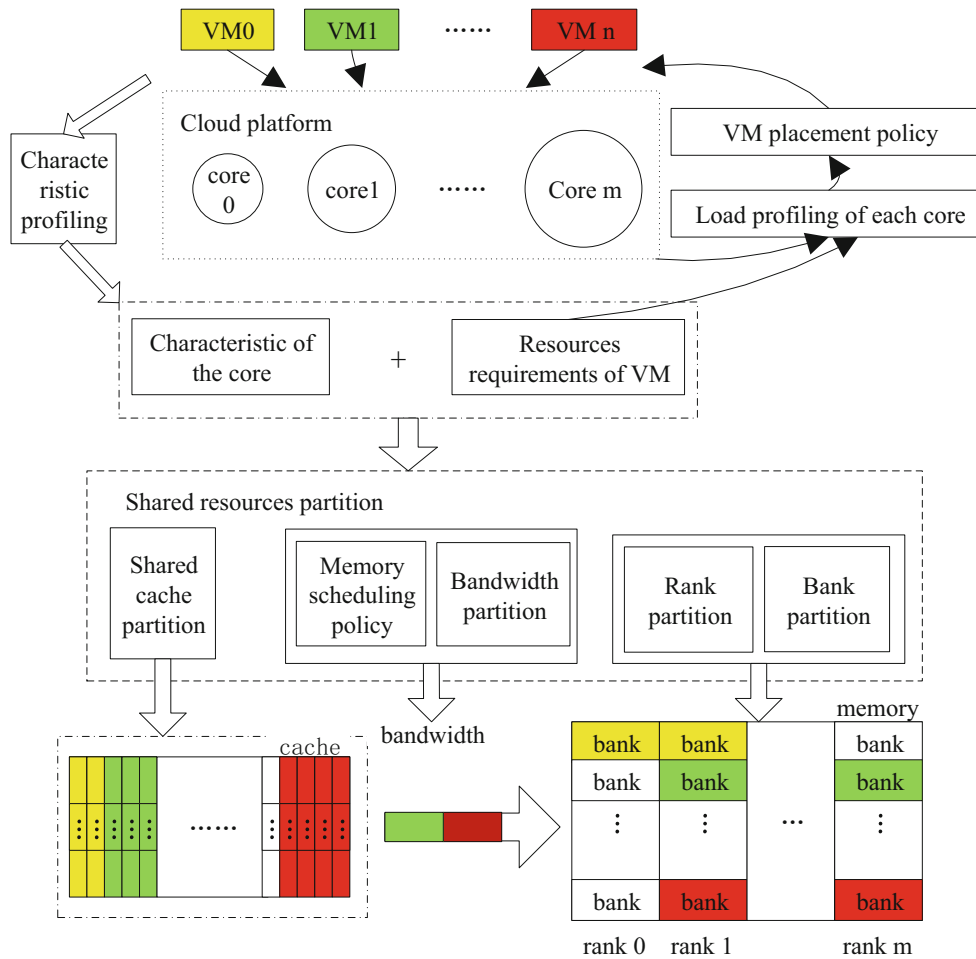 VM0
VM1
……
VM n
Cloud platform
core
0
core1
……
Core m
Characte
ristic
profiling
VM placement policy
Load profiling of each core
Characteristic of
the core
+
Resources
requirements of VM
Shared resources partition
Shared
cache
partition
Memory
scheduling
policy
Bandwidth
partition
Rank
partition
Bank
partition
cache
……
bandwidth
memory
bank
bank
bank
bank
bank
bank
⋮
⋮
…
⋮
bank
bank
bank
rank 0
rank 1
rank m